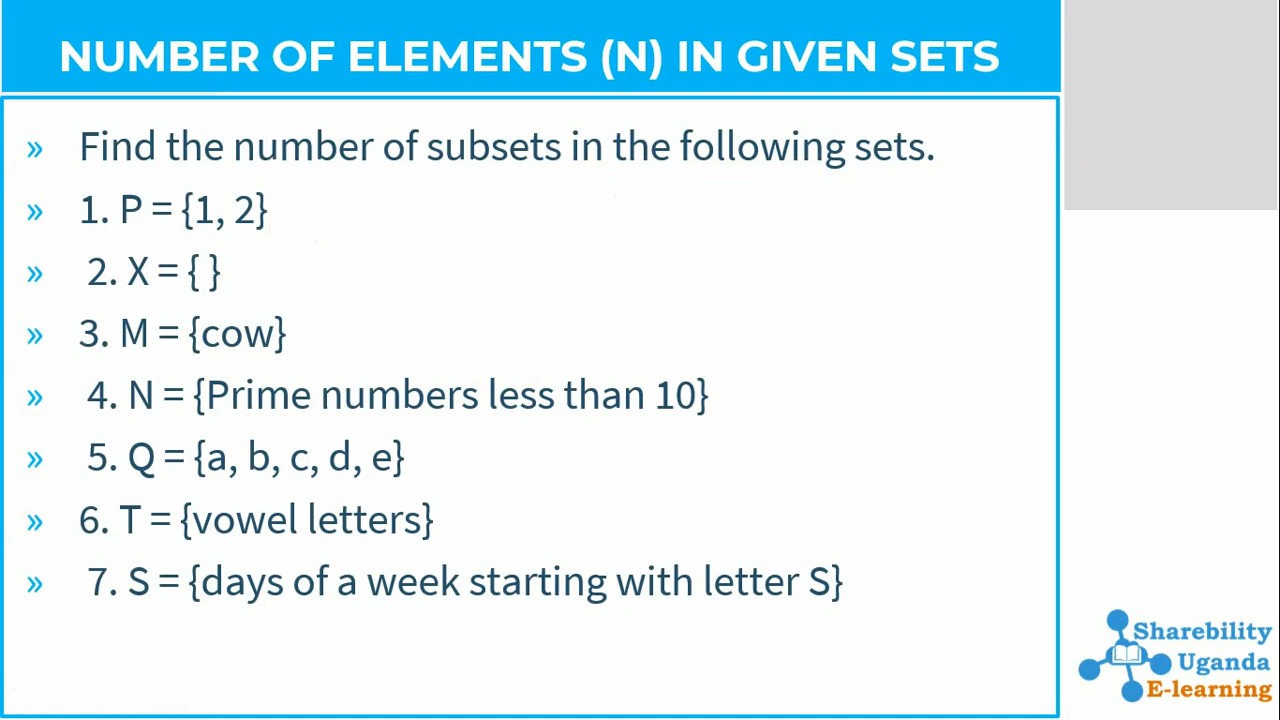 NUMBER OF ELEMENTS (N) IN GIVEN SETS
» Find the number of subsets in the following sets.
» 1. P = {1, 2}
» 2. X = { }
» 3. M = {cow}
» 4. N = {Prime numbers less than 10}
» 5. Q = {a, b, c, d, e}
» 6. T = {vowel letters}
» 7. S = {days of a week starting with letter S}
Sharebility
Uganda
E-learning